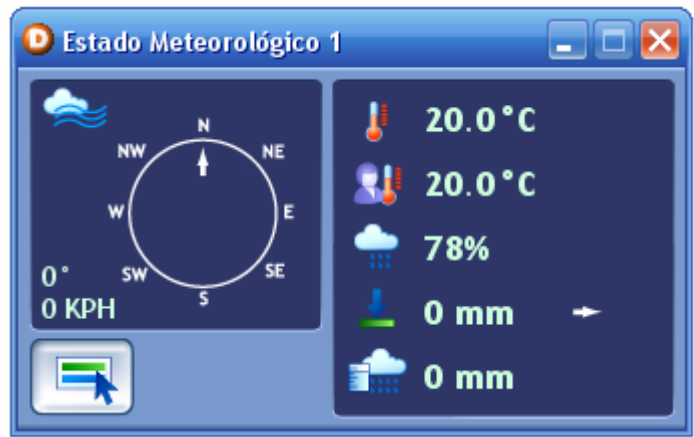 D Estado Meteorológico 1
N
NW NE
W E
SW SE
S
0°
0 KPH
20.0°C
20.0°C
78%
0 mm
0 mm